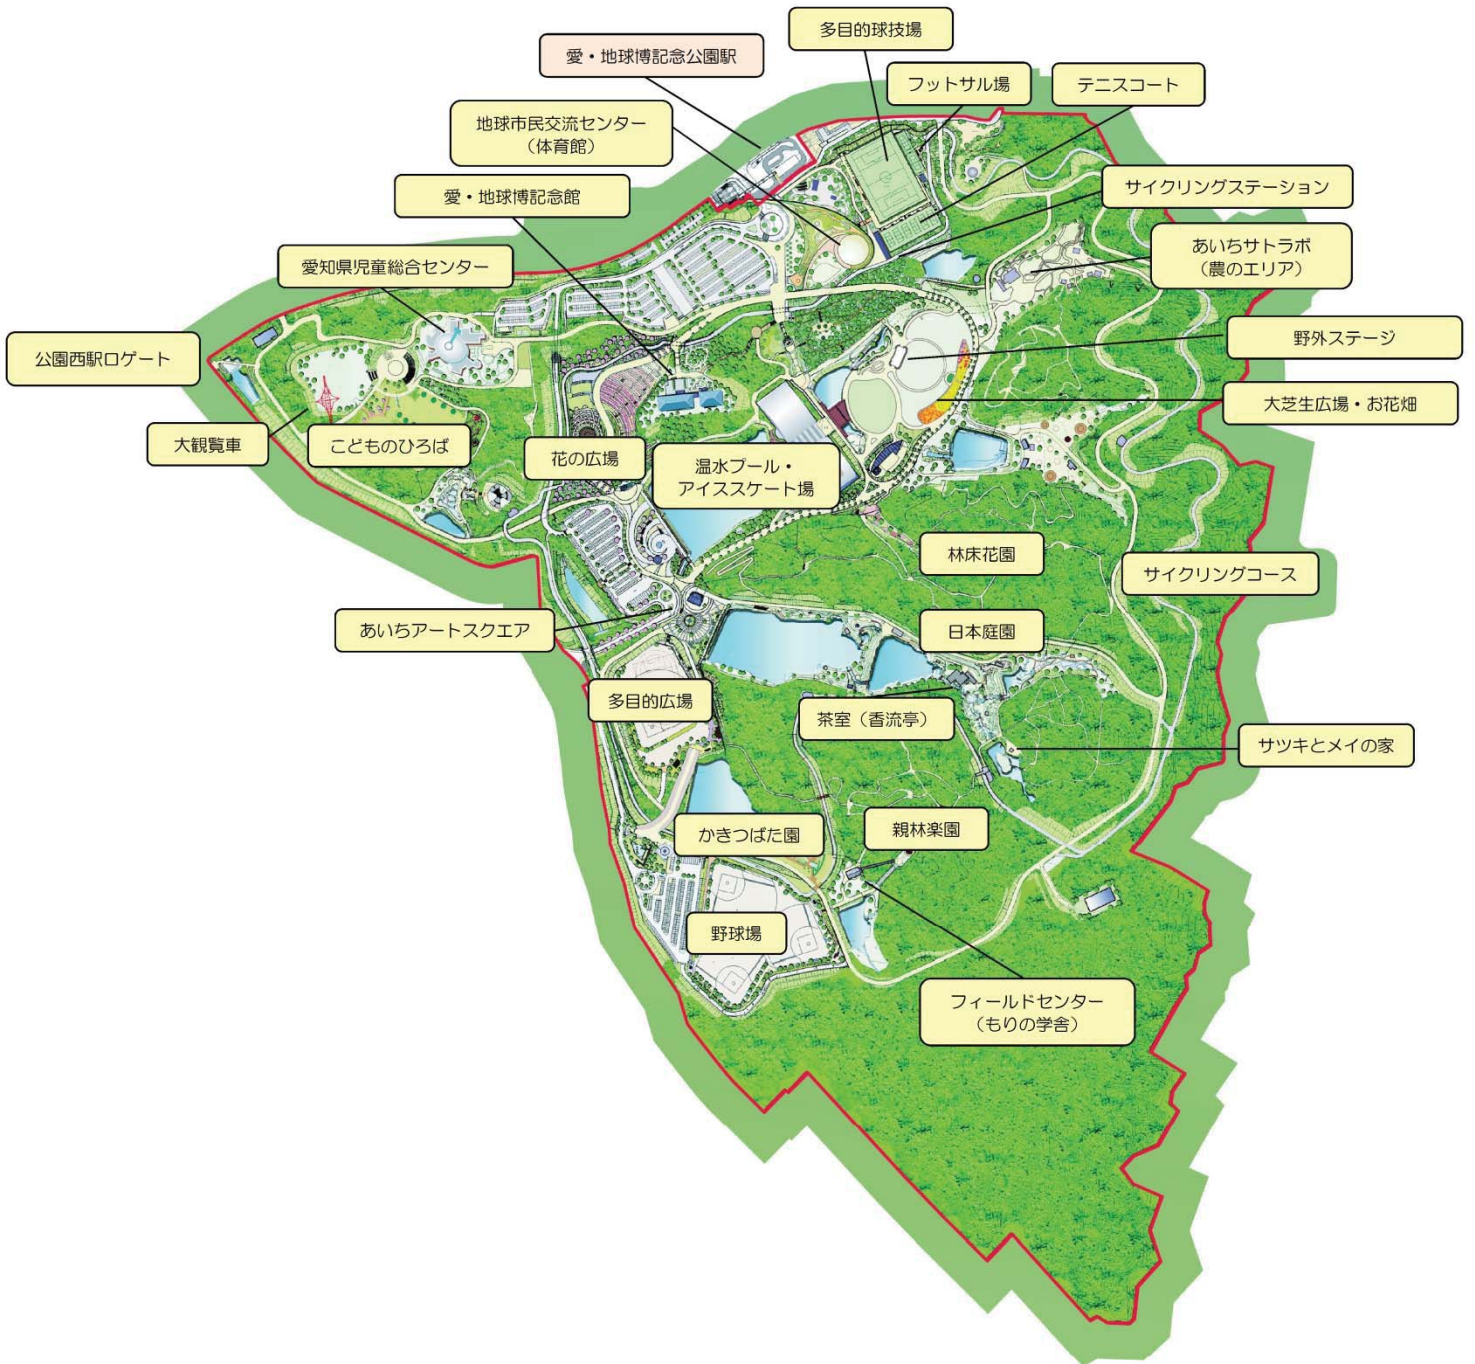 多目的球技場
愛・地球博記念公園駅
フットサル場
テニスコート
地球市民交流センター
（体育館）
サイクリングステーション
愛・地球博記念館
あいちサトラボ
（農のエリア）
愛知県児童総合センター
野外ステージ
公園西駅口ゲート
大芝生広場・お花畑
大観覧車
こどものひろば
花の広場
温水プール・
アイススケート場
林床花園
サイクリングコース
あいちアートスクエア
日本庭園
多目的広場
茶室（香流亭）
サツキとメイの家
かきつばた園
親林楽園
野球場
フィールドセンター
（もりの学舎）